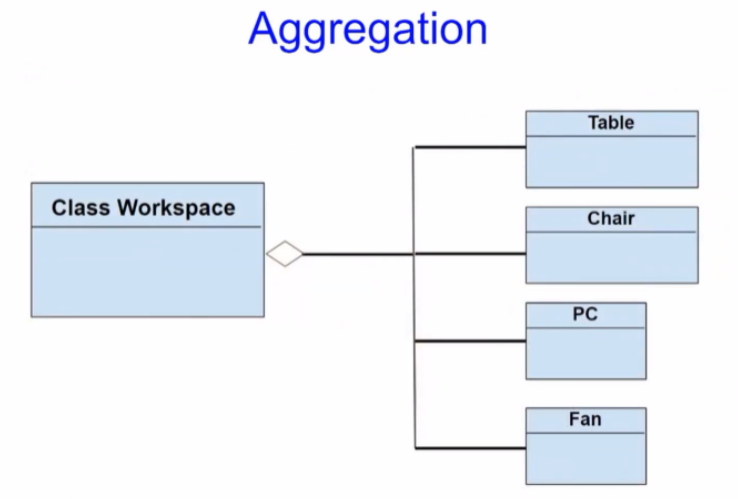 Aggregation
Class Workspace
Table
Chair
PC
Fan